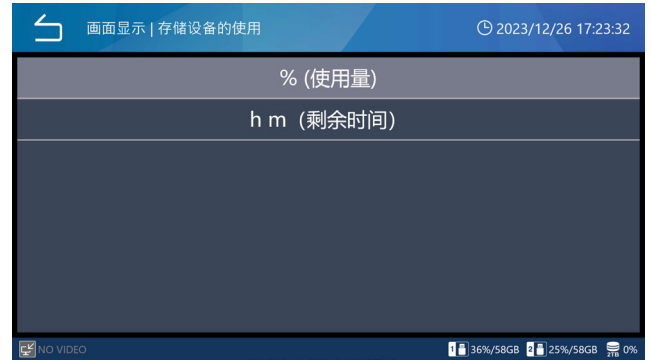 画面显示 | 存储设备的使用 2023/12/26 17:23:32
% (使用量)
h m (剩余时间)
NO VIDEO 1 36%/58GB 2 25%/58GB 2TB 0%